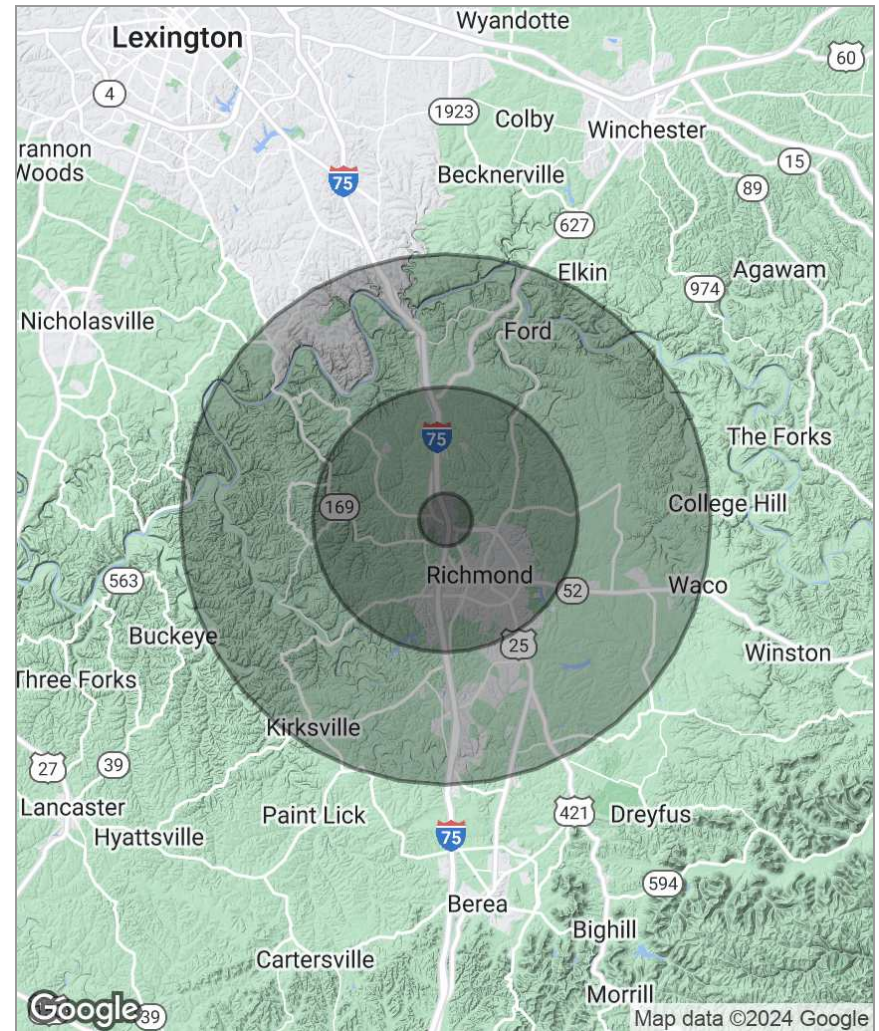 Wyandotte
Lexington
60
4
1923
Colby
Winchester
rannon
Woods
15
75
Becknerville
89
627
Elkin
Agawam
974
Nicholasville
Ford
75
The Forks
169
College Hill
Richmond
52
Waco
563
Buckeye
25
Winston
Three Forks
Kirksville
27
39
Lancaster
Paint Lick
421
Dreyfus
Hyattsville
75
594
Berea
Bighill
Cartersville
Morrill
Google
39
Map data ©2024 Google